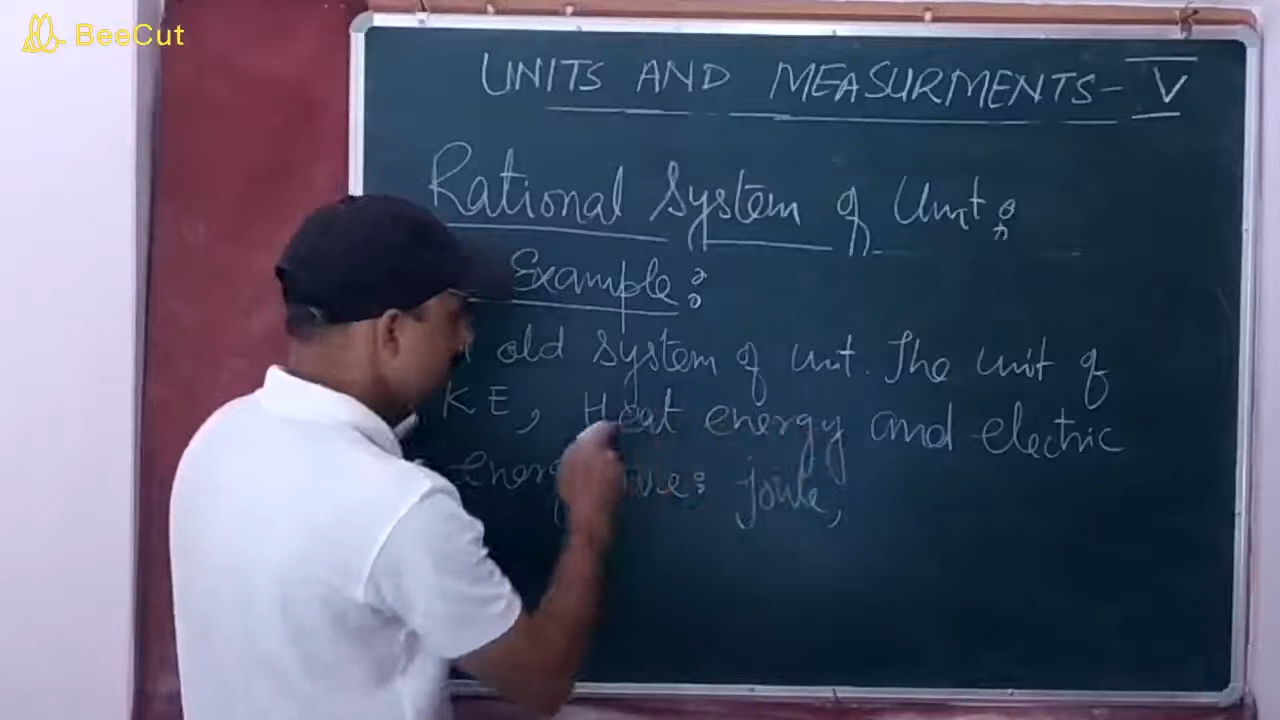 BeeCut
UNITS AND MEASURMENTS - V
Rational System of Unit :
Example :
old system of unit. The unit of
KE, Heat energy and electric
joule,